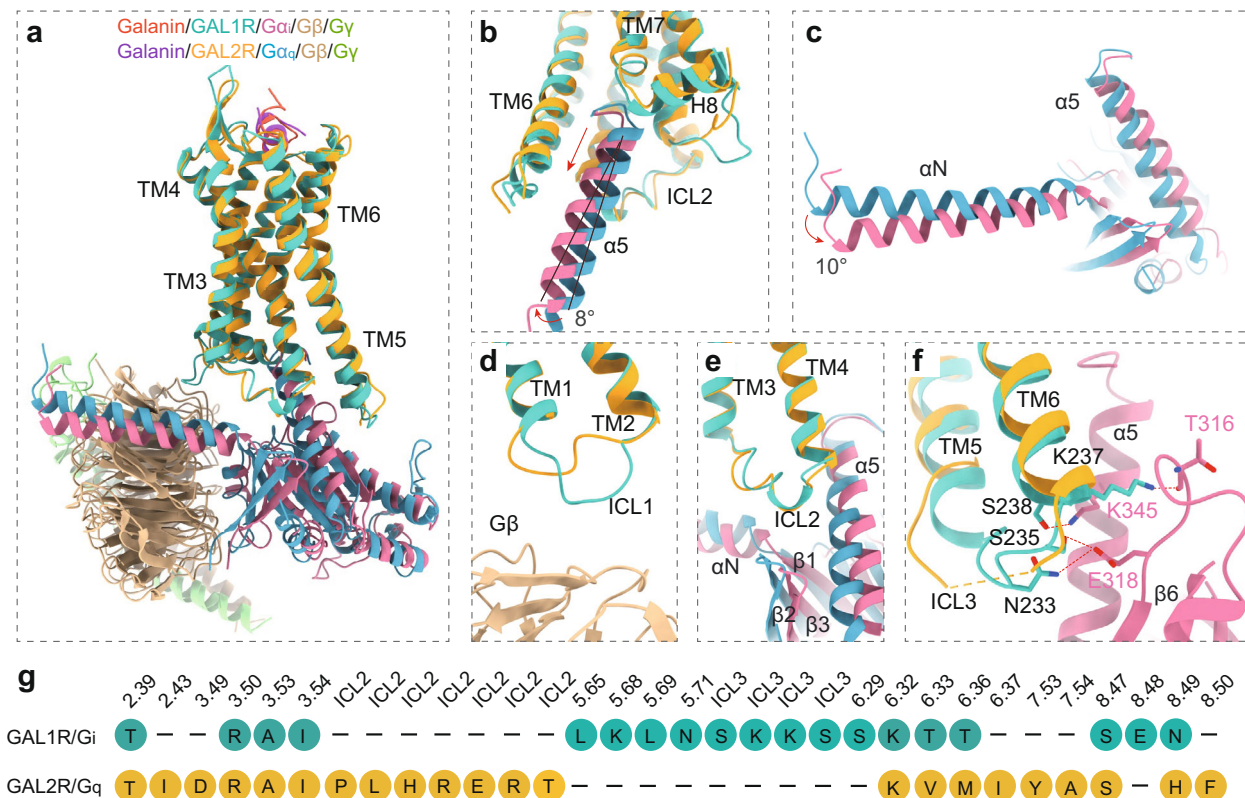 a
Galanin/GAL1R/Gαi/Gβ/Gγ
Galanin/GAL2R/Gαq/Gβ/Gγ
TM4
TM6
TM3
TM5
b
TM7
TM6
H8
ICL2
α5
8°
c
α5
αN
10°
d
TM1
TM2
ICL1
Gβ
e
TM4
TM3
α5
ICL2
αN
β1
β2
β3
f
TM6
α5
T316
TM5
K237
S238
K345
S235
E318
ICL3
N233
β6
g
2.39 2.43 3.49 3.50 3.53 3.54 ICL2 ICL2 ICL2 ICL2 ICL2 ICL2 ICL2 5.65 5.68 5.69 5.71 ICL3 ICL3 ICL3 ICL3 6.29 6.32 6.33 6.36 6.37 7.53 7.54 8.47 8.48 8.49 8.50
GAL1R/Gi T – – R A I – – – – – – – L K L N S K K S S K T T – – – S E N –
GAL2R/Gq T I D R A I P L H R E R T – – – – – – – – – K V M I Y A S – H F